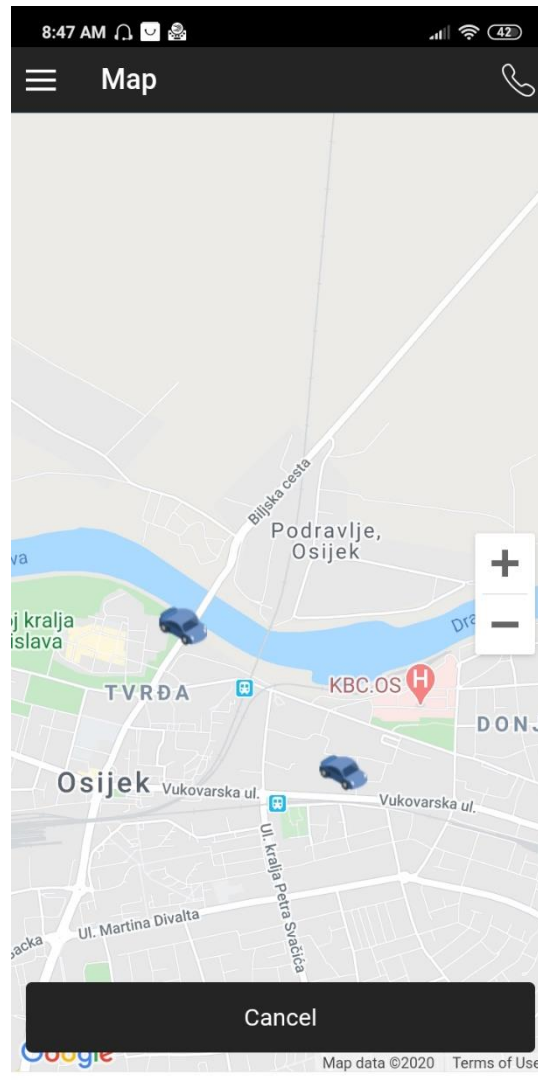 8:47 AM
42
Map
Biljska cesta
Podravlje,
Osijek
va
j kralja
islava
Dra
TVRĐA
KBC.OS
H
DONJ
Osijek
Vukovarska ul.
Vukovarska ul.
Ul. kralja Petra Svačića
Ul. Martina Divalta
acka
Cancel
Google
Map data ©2020
Terms of Use